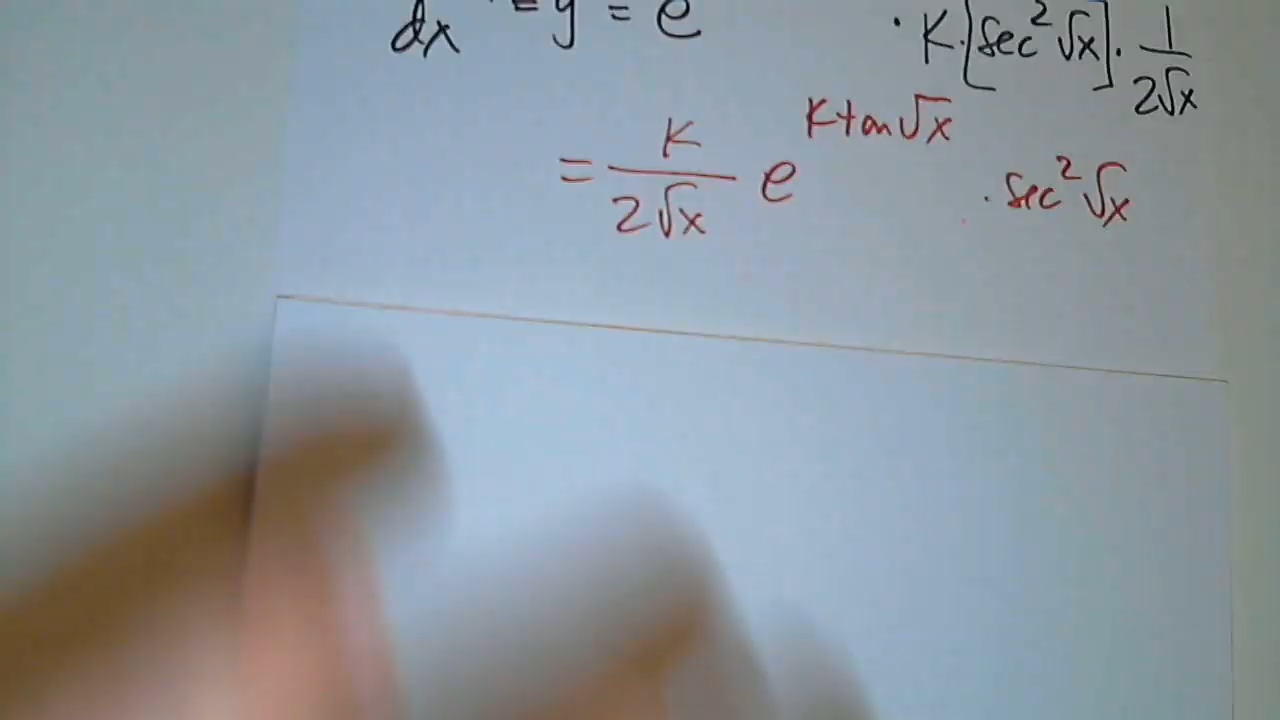 dx = y = e · K·[sec² √x] · 1/(2√x)
= K/(2√x) e^(K tan √x) · sec² √x